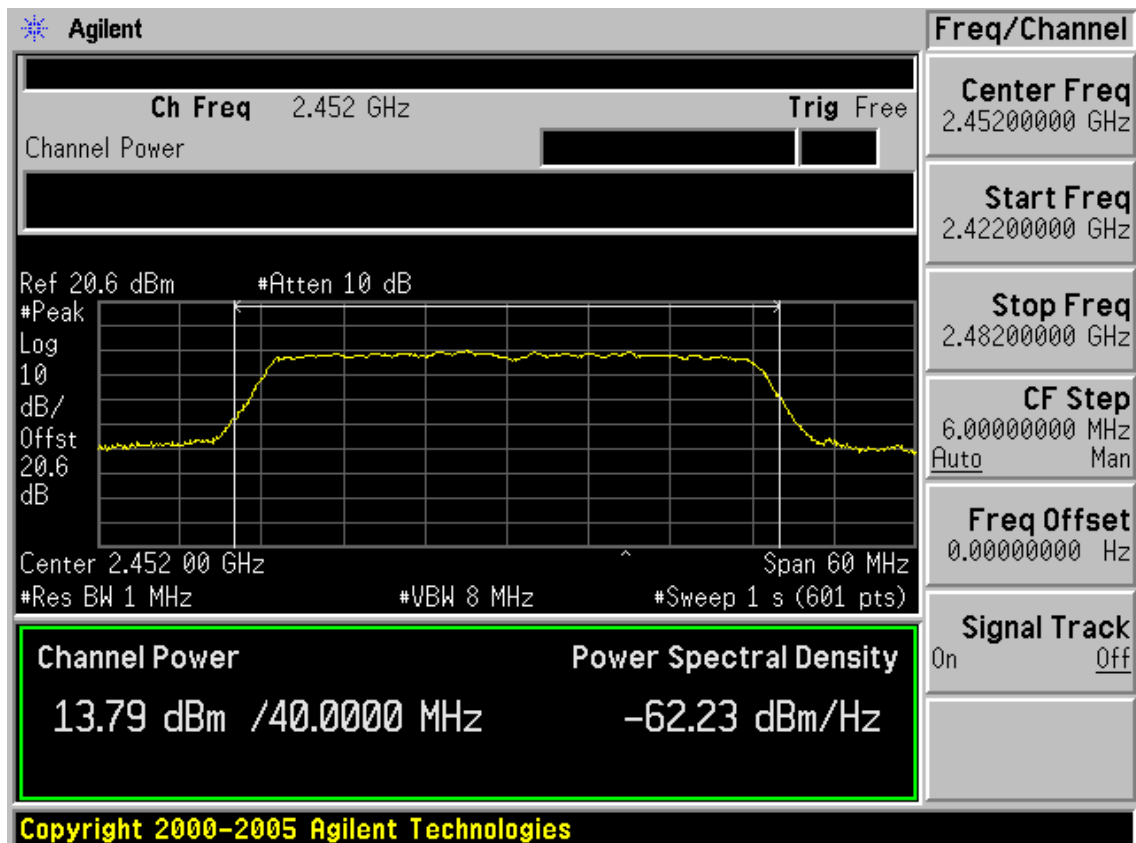 Agilent
Freq/Channel
Ch Freq 2.452 GHz Trig Free
Channel Power
Center Freq
2.45200000 GHz
Start Freq
2.42200000 GHz
Stop Freq
2.48200000 GHz
CF Step
6.00000000 MHz
Auto Man
Freq Offset
0.00000000 Hz
Signal Track
On Off
Ref 20.6 dBm #Atten 10 dB
#Peak
Log
10
dB/
Offst
20.6
dB
Center 2.452 00 GHz Span 60 MHz
#Res BW 1 MHz #VBW 8 MHz #Sweep 1 s (601 pts)
Channel Power Power Spectral Density
13.79 dBm /40.0000 MHz -62.23 dBm/Hz
Copyright 2000-2005 Agilent Technologies